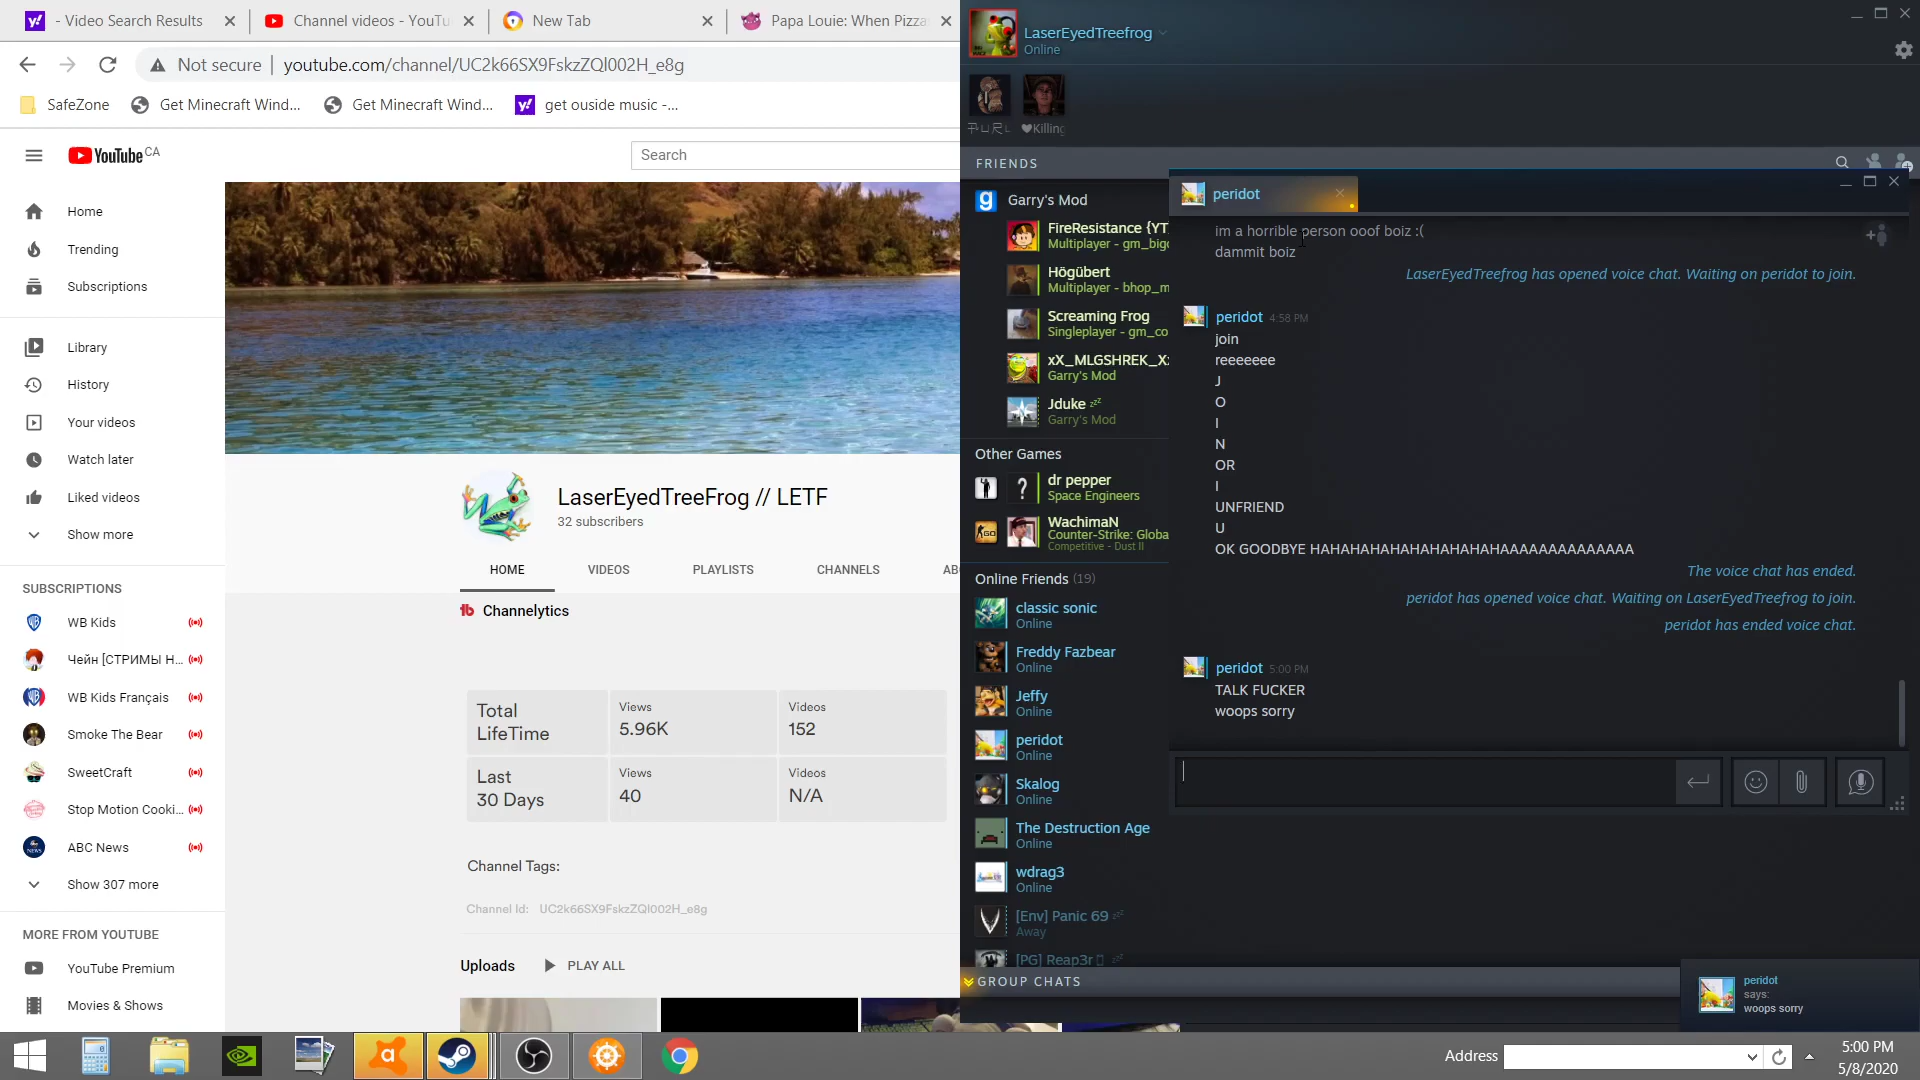 - Video Search Results
Channel videos - YouTu
New Tab
Papa Louie: When Pizza
Not secure
youtube.com/channel/UC2k66SX9FskzZQl002H_e8g
SafeZone
Get Minecraft Wind...
Get Minecraft Wind...
get ouside music -...
YouTube CA
Search
Home
Trending
Subscriptions
Library
History
Your videos
Watch later
Liked videos
Show more
SUBSCRIPTIONS
WB Kids
Чейн [СТРИМЫ Н...
WB Kids Français
Smoke The Bear
SweetCraft
Stop Motion Cooki...
ABC News
Show 307 more
MORE FROM YOUTUBE
YouTube Premium
Movies & Shows
LaserEyedTreeFrog // LETF
32 subscribers
HOME
VIDEOS
PLAYLISTS
CHANNELS
AB
Channelytics
Total LifeTime
Views
5.96K
Videos
152
Last 30 Days
Views
40
Videos
N/A
Channel Tags:
Channel Id: UC2k66SX9FskzZQl002H_e8g
Uploads
PLAY ALL
LaserEyedTreefrog
Online
❤Killing
FRIENDS
Garry's Mod
FireResistance {YT}
Multiplayer - gm_bigc
Högübert
Multiplayer - bhop_m
Screaming Frog
Singleplayer - gm_co
xX_MLGSHREK_Xx
Garry's Mod
Jduke
Garry's Mod
Other Games
dr pepper
Space Engineers
WachimaN
Counter-Strike: Globa
Competitive - Dust II
Online Friends (19)
classic sonic
Online
Freddy Fazbear
Online
Jeffy
Online
peridot
Online
Skalog
Online
The Destruction Age
Online
wdrag3
Online
[Env] Panic 69
Away
[PG] Reap3r
GROUP CHATS
peridot
im a horrible person ooof boiz :(
dammit boiz
LaserEyedTreefrog has opened voice chat. Waiting on peridot to join.
peridot 4:58 PM
join
reeeeeee
J
O
I
N
OR
I
UNFRIEND
U
OK GOODBYE HAHAHAHAHAHAHAHAHAAAAAAAAAAAAAA
The voice chat has ended.
peridot has opened voice chat. Waiting on LaserEyedTreefrog to join.
peridot has ended voice chat.
peridot 5:00 PM
TALK FUCKER
woops sorry
peridot
says:
woops sorry
Address
5:00 PM
5/8/2020